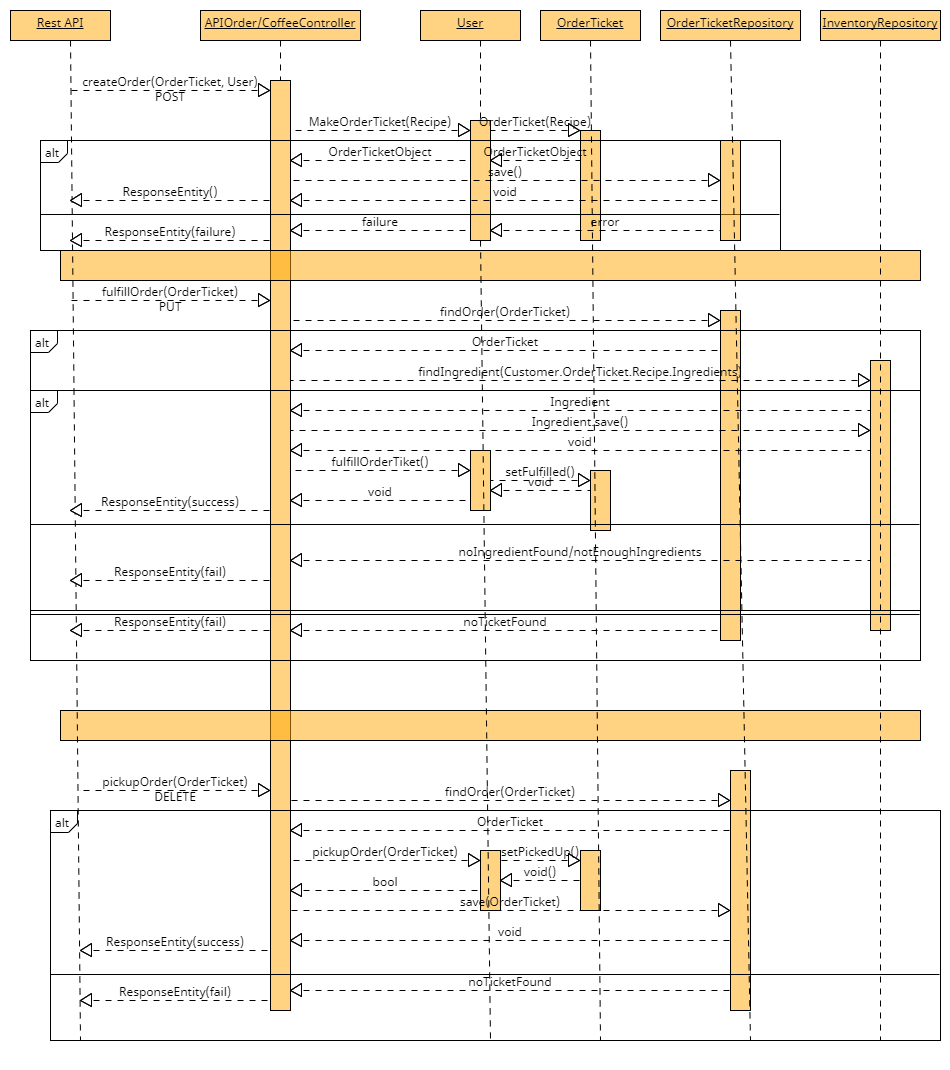 Rest API
APIOrder/CoffeeController
User
OrderTicket
OrderTicketRepository
InventoryRepository
createOrder(OrderTicket, User)
POST
MakeOrderTicket(Recipe)
OrderTicket(Recipe)
alt
OrderTicketObject
OrderTicketObject
save()
ResponseEntity()
void
failure
error
ResponseEntity(failure)
fulfillOrder(OrderTicket)
PUT
findOrder(OrderTicket)
alt
OrderTicket
findIngredient(Customer.OrderTicket.Recipe.Ingredients)
alt
Ingredient
Ingredient.save()
void
fulfillOrderTiket()
setFulfilled()
void
void
ResponseEntity(success)
noIngredientFound/notEnoughIngredients
ResponseEntity(fail)
ResponseEntity(fail)
noTicketFound
pickupOrder(OrderTicket)
DELETE
findOrder(OrderTicket)
alt
OrderTicket
pickupOrder(OrderTicket)
setPickedUp()
void()
bool
save(OrderTicket)
void
ResponseEntity(success)
noTicketFound
ResponseEntity(fail)